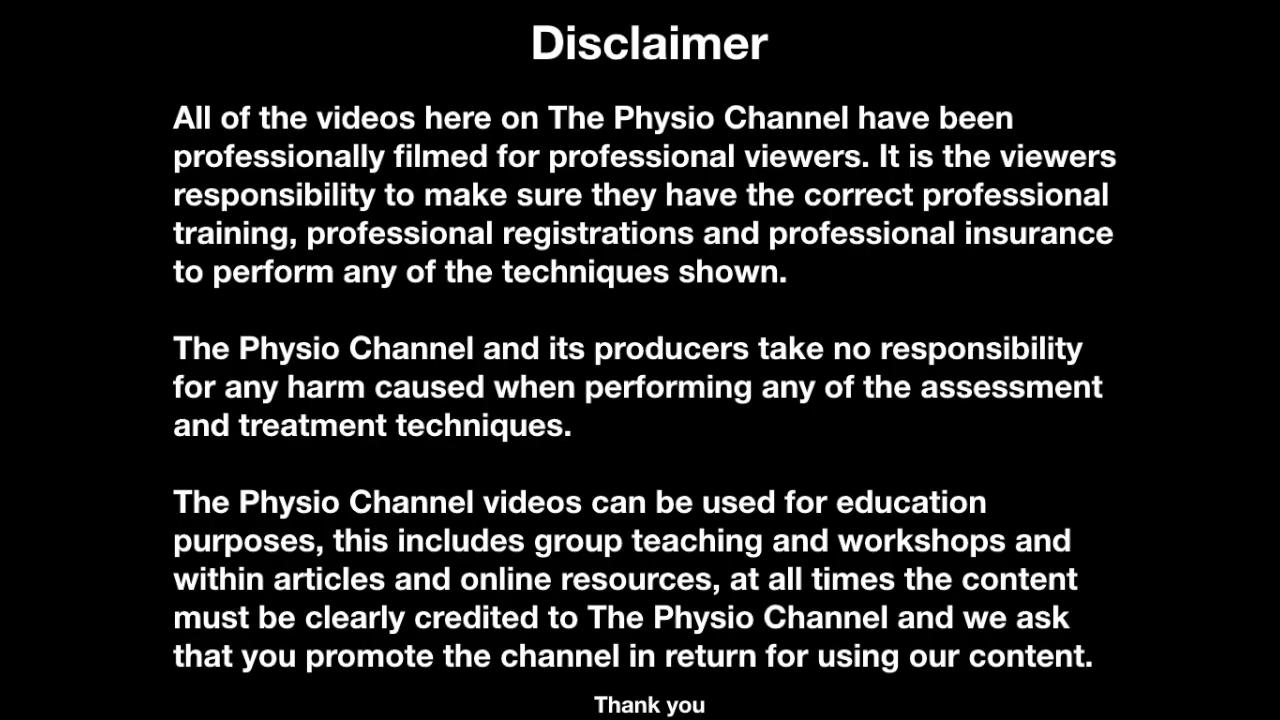 Disclaimer
All of the videos here on The Physio Channel have been
professionally filmed for professional viewers. It is the viewers
responsibility to make sure they have the correct professional
training, professional registrations and professional insurance
to perform any of the techniques shown.
The Physio Channel and its producers take no responsibility
for any harm caused when performing any of the assessment
and treatment techniques.
The Physio Channel videos can be used for education
purposes, this includes group teaching and workshops and
within articles and online resources, at all times the content
must be clearly credited to The Physio Channel and we ask
that you promote the channel in return for using our content.
Thank you